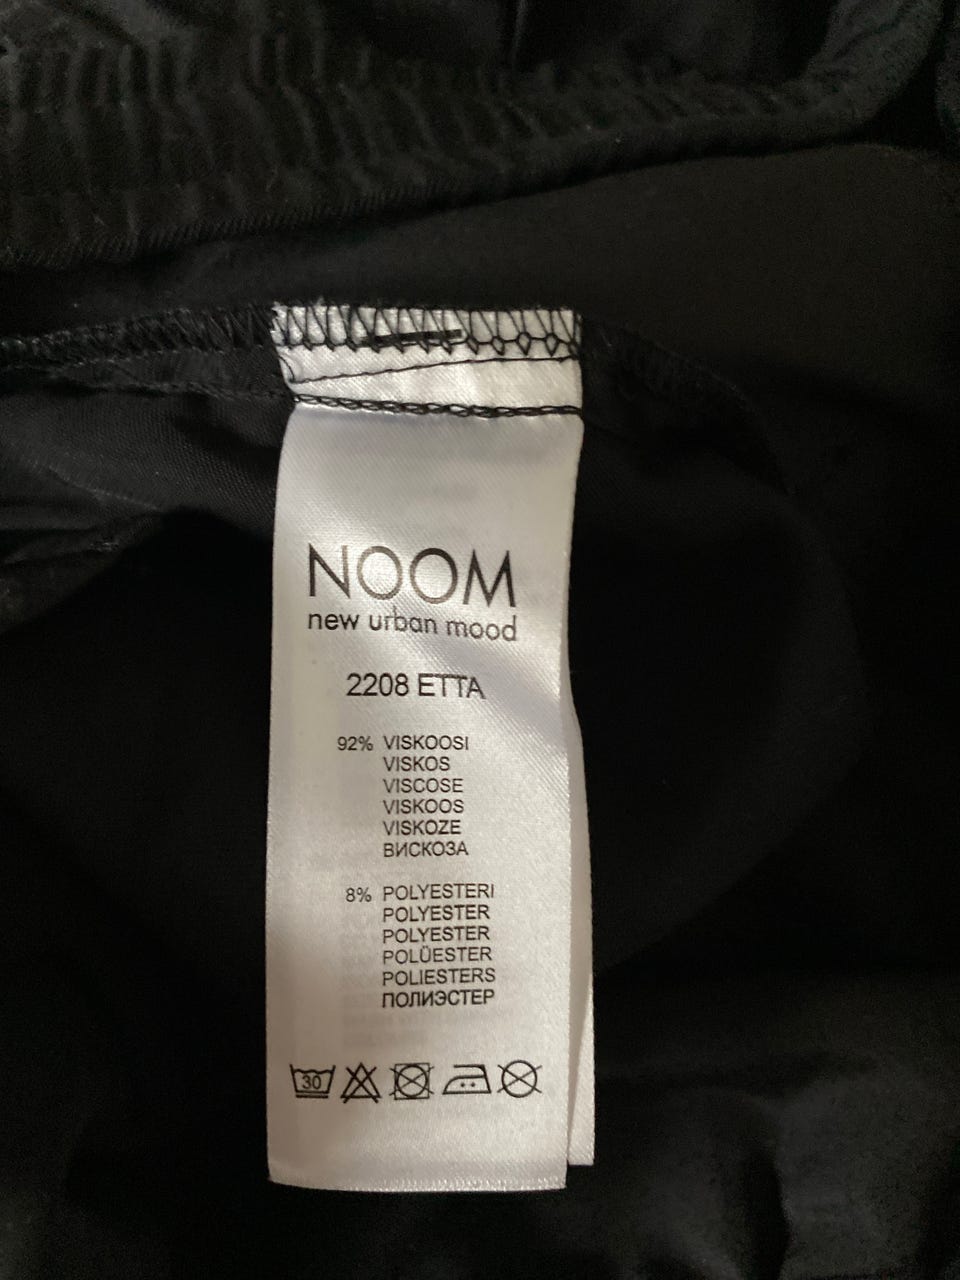 NOOM
new urban mood
2208 ETTA
92% VISKOOSI
VISKOS
VISCOSE
VISKOOS
VISKOZE
ВИСКОЗА
8% POLYESTERI
POLYESTER
POLYESTER
POLÜESTER
POLIESTERS
ПОЛИЭСТЕР
30